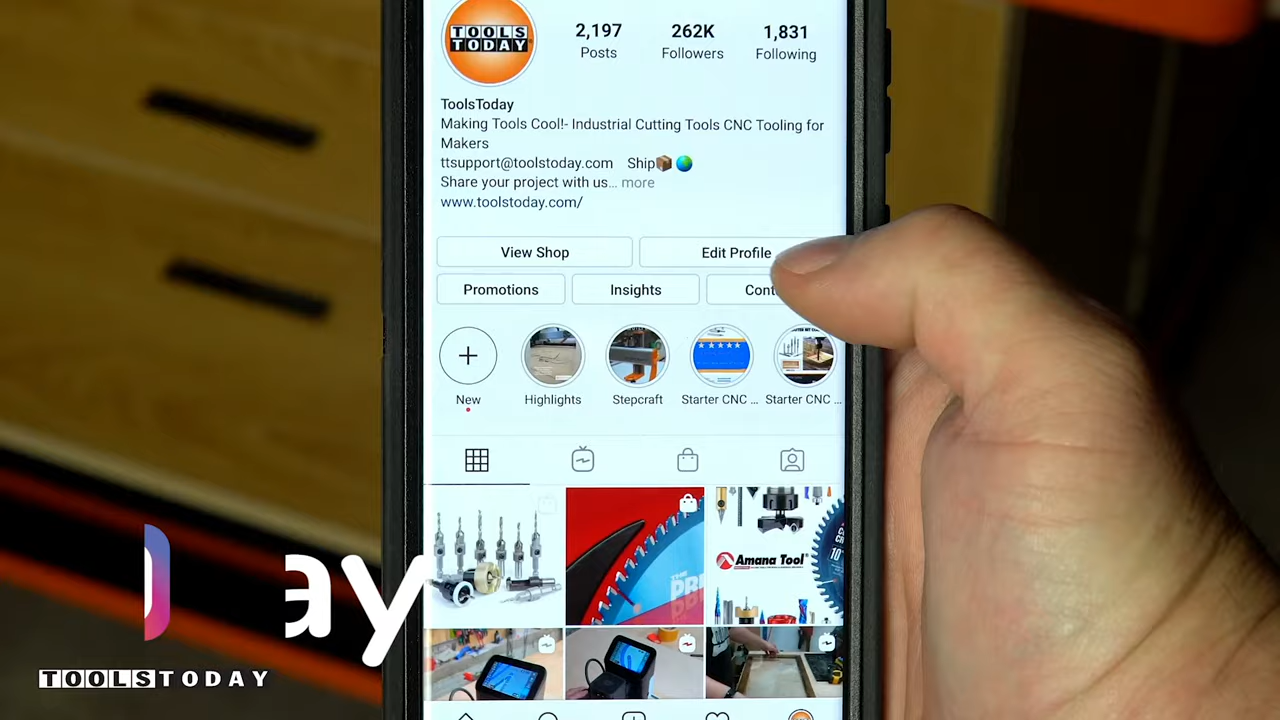 TOOLS
TODAY
2,197 262K 1,831
Posts Followers Following
ToolsToday
Making Tools Cool!- Industrial Cutting Tools CNC Tooling for
Makers
ttsupport@toolstoday.com Ship
Share your project with us... more
www.toolstoday.com/
View Shop Edit Profile
Promotions Insights Cont
New Highlights Stepcraft Starter CNC ... Starter CNC ...
Amana Tool®
ay
TOOLSTODAY